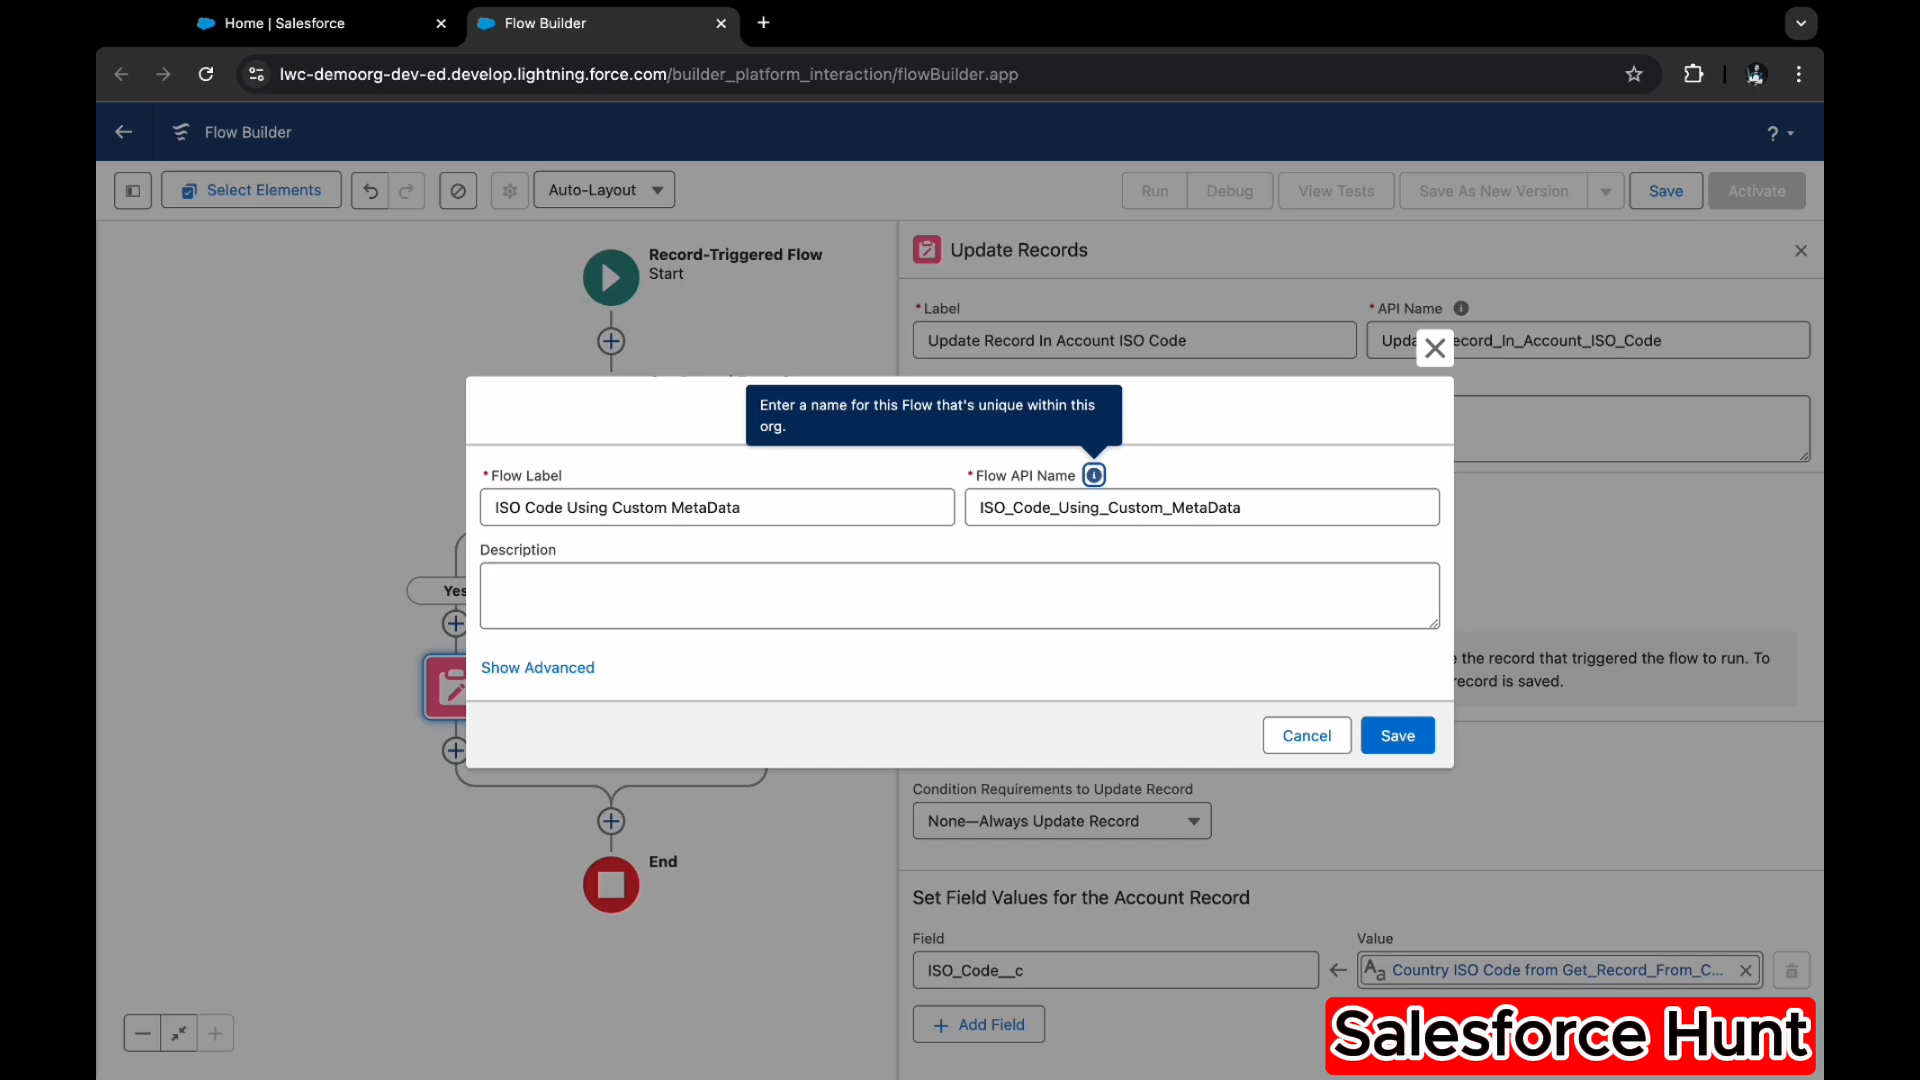 Home | Salesforce
Flow Builder
lwc-demoorg-dev-ed.develop.lightning.force.com/builder_platform_interaction/flowBuilder.app
Flow Builder
?
Select Elements
Auto-Layout
Run
Debug
View Tests
Save As New Version
Save
Activate
Record-Triggered Flow
Start
Update Records
* Label
* API Name
Update Record In Account ISO Code
ecord_In_Account_ISO_Code
Enter a name for this Flow that's unique within this
org.
* Flow Label
* Flow API Name
ISO Code Using Custom MetaData
ISO_Code_Using_Custom_MetaData
Description
Yes
Show Advanced
the record that triggered the flow to run. To
record is saved.
Cancel
Save
Condition Requirements to Update Record
None—Always Update Record
End
Set Field Values for the Account Record
Field
Value
ISO_Code__c
Aa Country ISO Code from Get_Record_From_C...
Add Field
Salesforce Hunt